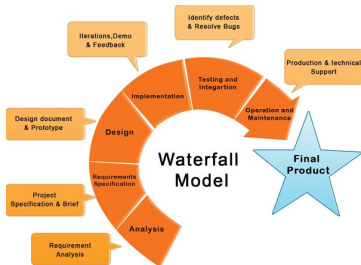 Identify defects
& Resolve Bugs
Iterations,Demo
& Feedback
Production & technical
Support
Testing and
Integartion
Implementation
Operation and
Maintenance
Design document
& Prototype
Design
Waterfall
Model
Final
Product
Requirements
Specification
Project
Specification & Brief
Analysis
Requirement
Analysis